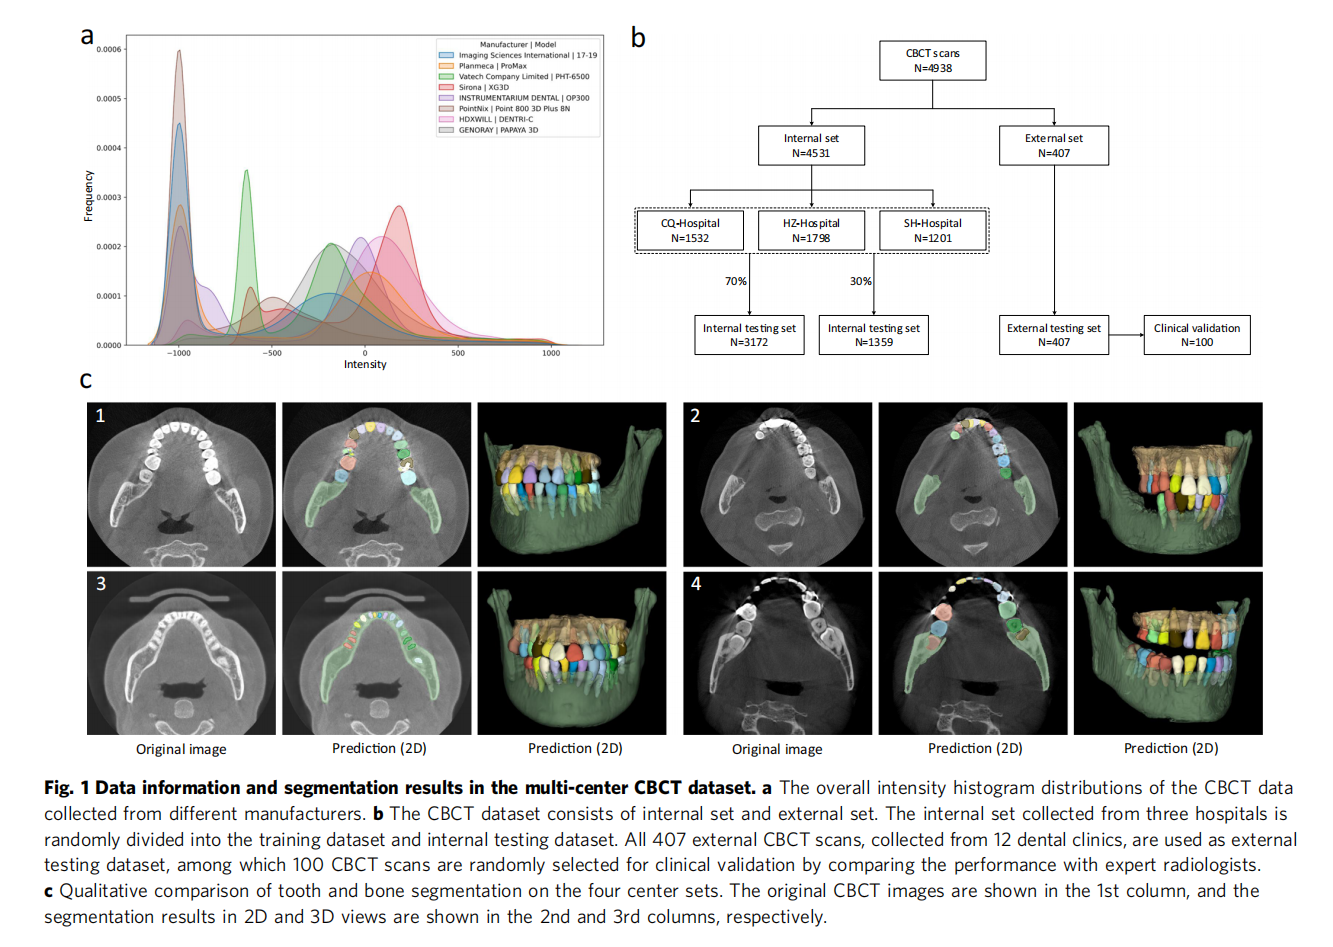 a
Manufacturer | Model
Imaging Sciences International | 17-19
Planmeca | ProMax
Vatech Company Limited | PHT-6500
Sirona | XG3D
INSTRUMENTARIUM DENTAL | OP300
PointNix | Point 800 3D Plus 8N
HDXWILL | DENTRI-C
GENORAY | PAPAYA 3D
0.0006
0.0005
0.0004
0.0003
0.0002
0.0001
0.0000
Frequency
−1000
−500
0
500
1000
Intensity
b
CBCT scans
N=4938
Internal set
N=4531
External set
N=407
CQ-Hospital
N=1532
HZ-Hospital
N=1798
SH-Hospital
N=1201
70%
30%
Internal testing set
N=3172
Internal testing set
N=1359
External testing set
N=407
Clinical validation
N=100
c
1
2
3
4
Original image
Prediction (2D)
Prediction (2D)
Original image
Prediction (2D)
Prediction (2D)
Fig. 1 Data information and segmentation results in the multi-center CBCT dataset. a The overall intensity histogram distributions of the CBCT data
collected from different manufacturers. b The CBCT dataset consists of internal set and external set. The internal set collected from three hospitals is
randomly divided into the training dataset and internal testing dataset. All 407 external CBCT scans, collected from 12 dental clinics, are used as external
testing dataset, among which 100 CBCT scans are randomly selected for clinical validation by comparing the performance with expert radiologists.
c Qualitative comparison of tooth and bone segmentation on the four center sets. The original CBCT images are shown in the 1st column, and the
segmentation results in 2D and 3D views are shown in the 2nd and 3rd columns, respectively.